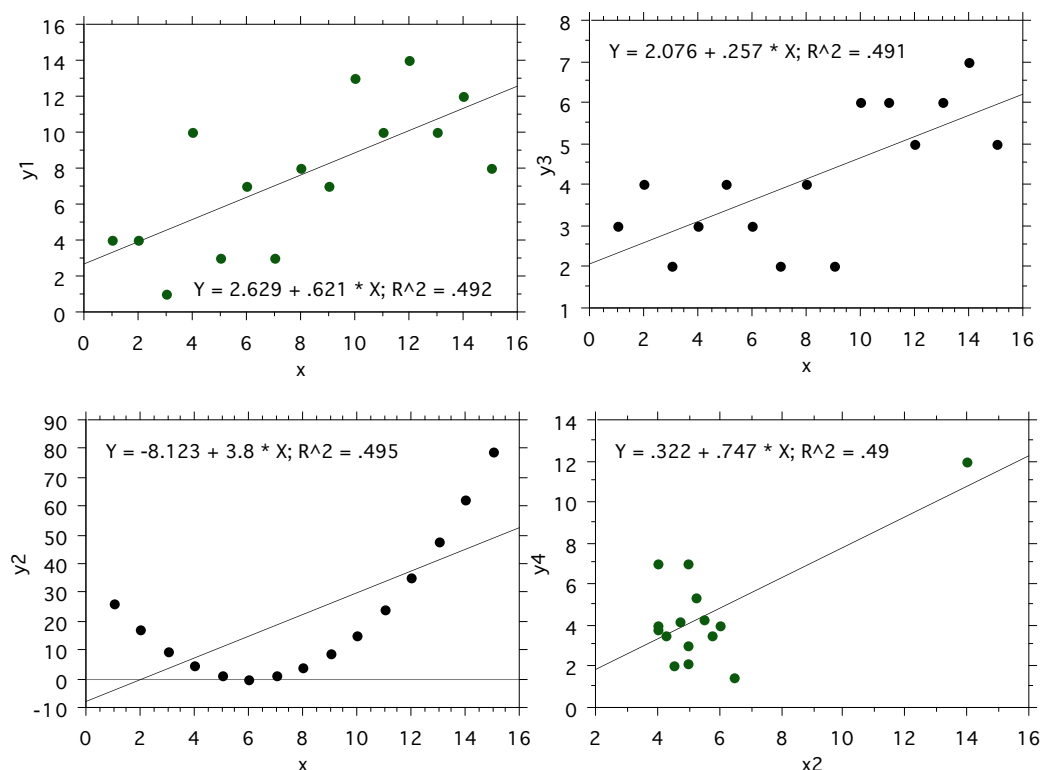 16
14
12
10
8
6
4
2
0
y1
Y = 2.629 + .621 * X; R^2 = .492
0 2 4 6 8 10 12 14 16
x
8
7
6
5
4
3
2
1
y3
Y = 2.076 + .257 * X; R^2 = .491
0 2 4 6 8 10 12 14 16
x
90
80
70
60
50
40
30
20
10
0
-10
y2
Y = -8.123 + 3.8 * X; R^2 = .495
0 2 4 6 8 10 12 14 16
x
14
12
10
8
6
4
2
0
y4
Y = .322 + .747 * X; R^2 = .49
2 4 6 8 10 12 14 16
x2